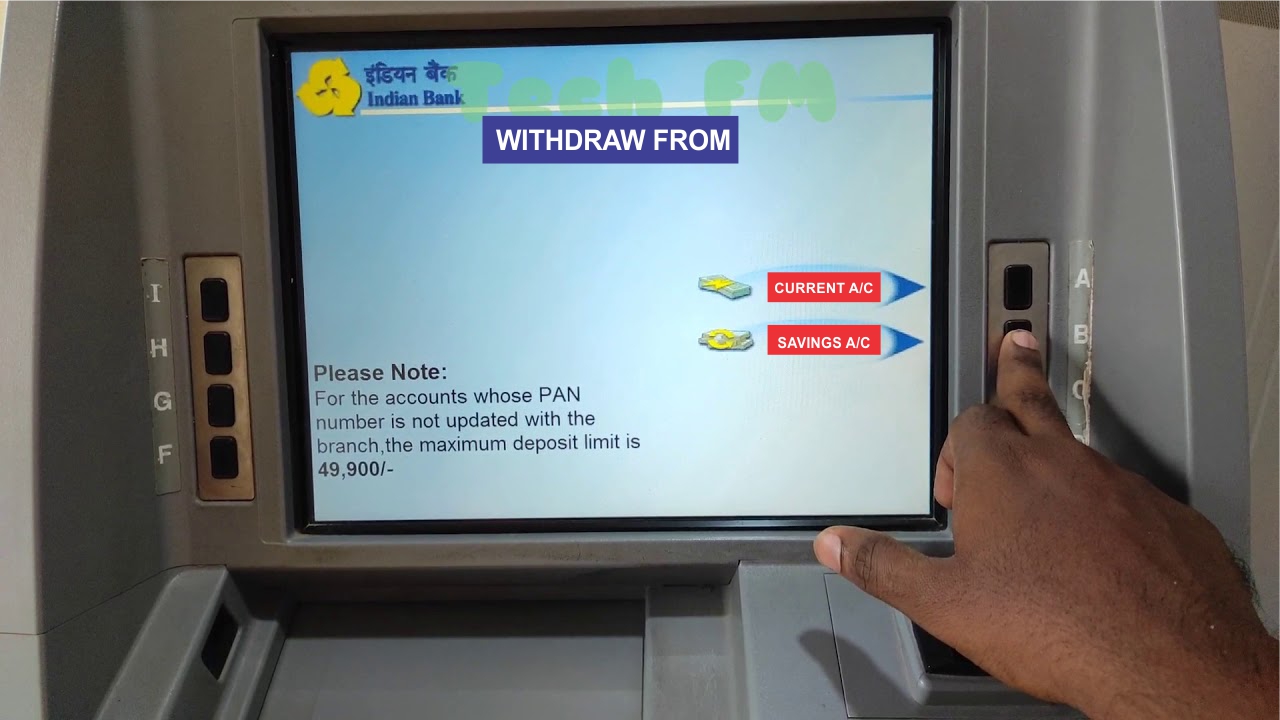 इंडियन बैंक
Indian Bank
Tech FM
WITHDRAW FROM
CURRENT A/C
SAVINGS A/C
Please Note:
For the accounts whose PAN
number is not updated with the
branch,the maximum deposit limit is
49,900/-
I
H
G
F
A
B
C